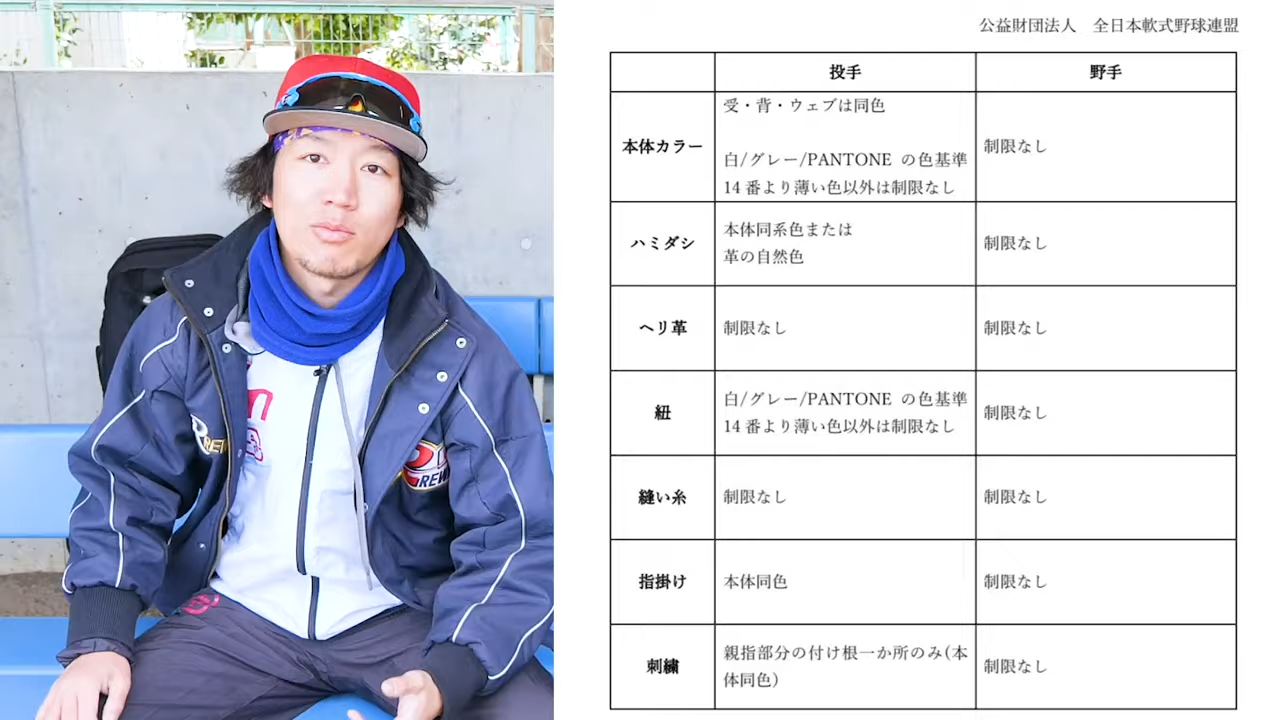 公益財団法人　全日本軟式野球連盟
投手
野手
本体カラー
受・背・ウェブは同色
白/グレー/PANTONE の色基準
14 番より薄い色以外は制限なし
制限なし
ハミダシ
本体同系色または
革の自然色
制限なし
ヘリ革
制限なし
制限なし
紐
白/グレー/PANTONE の色基準
14 番より薄い色以外は制限なし
制限なし
縫い糸
制限なし
制限なし
指掛け
本体同色
制限なし
刺繍
親指部分の付け根一か所のみ(本
体同色)
制限なし